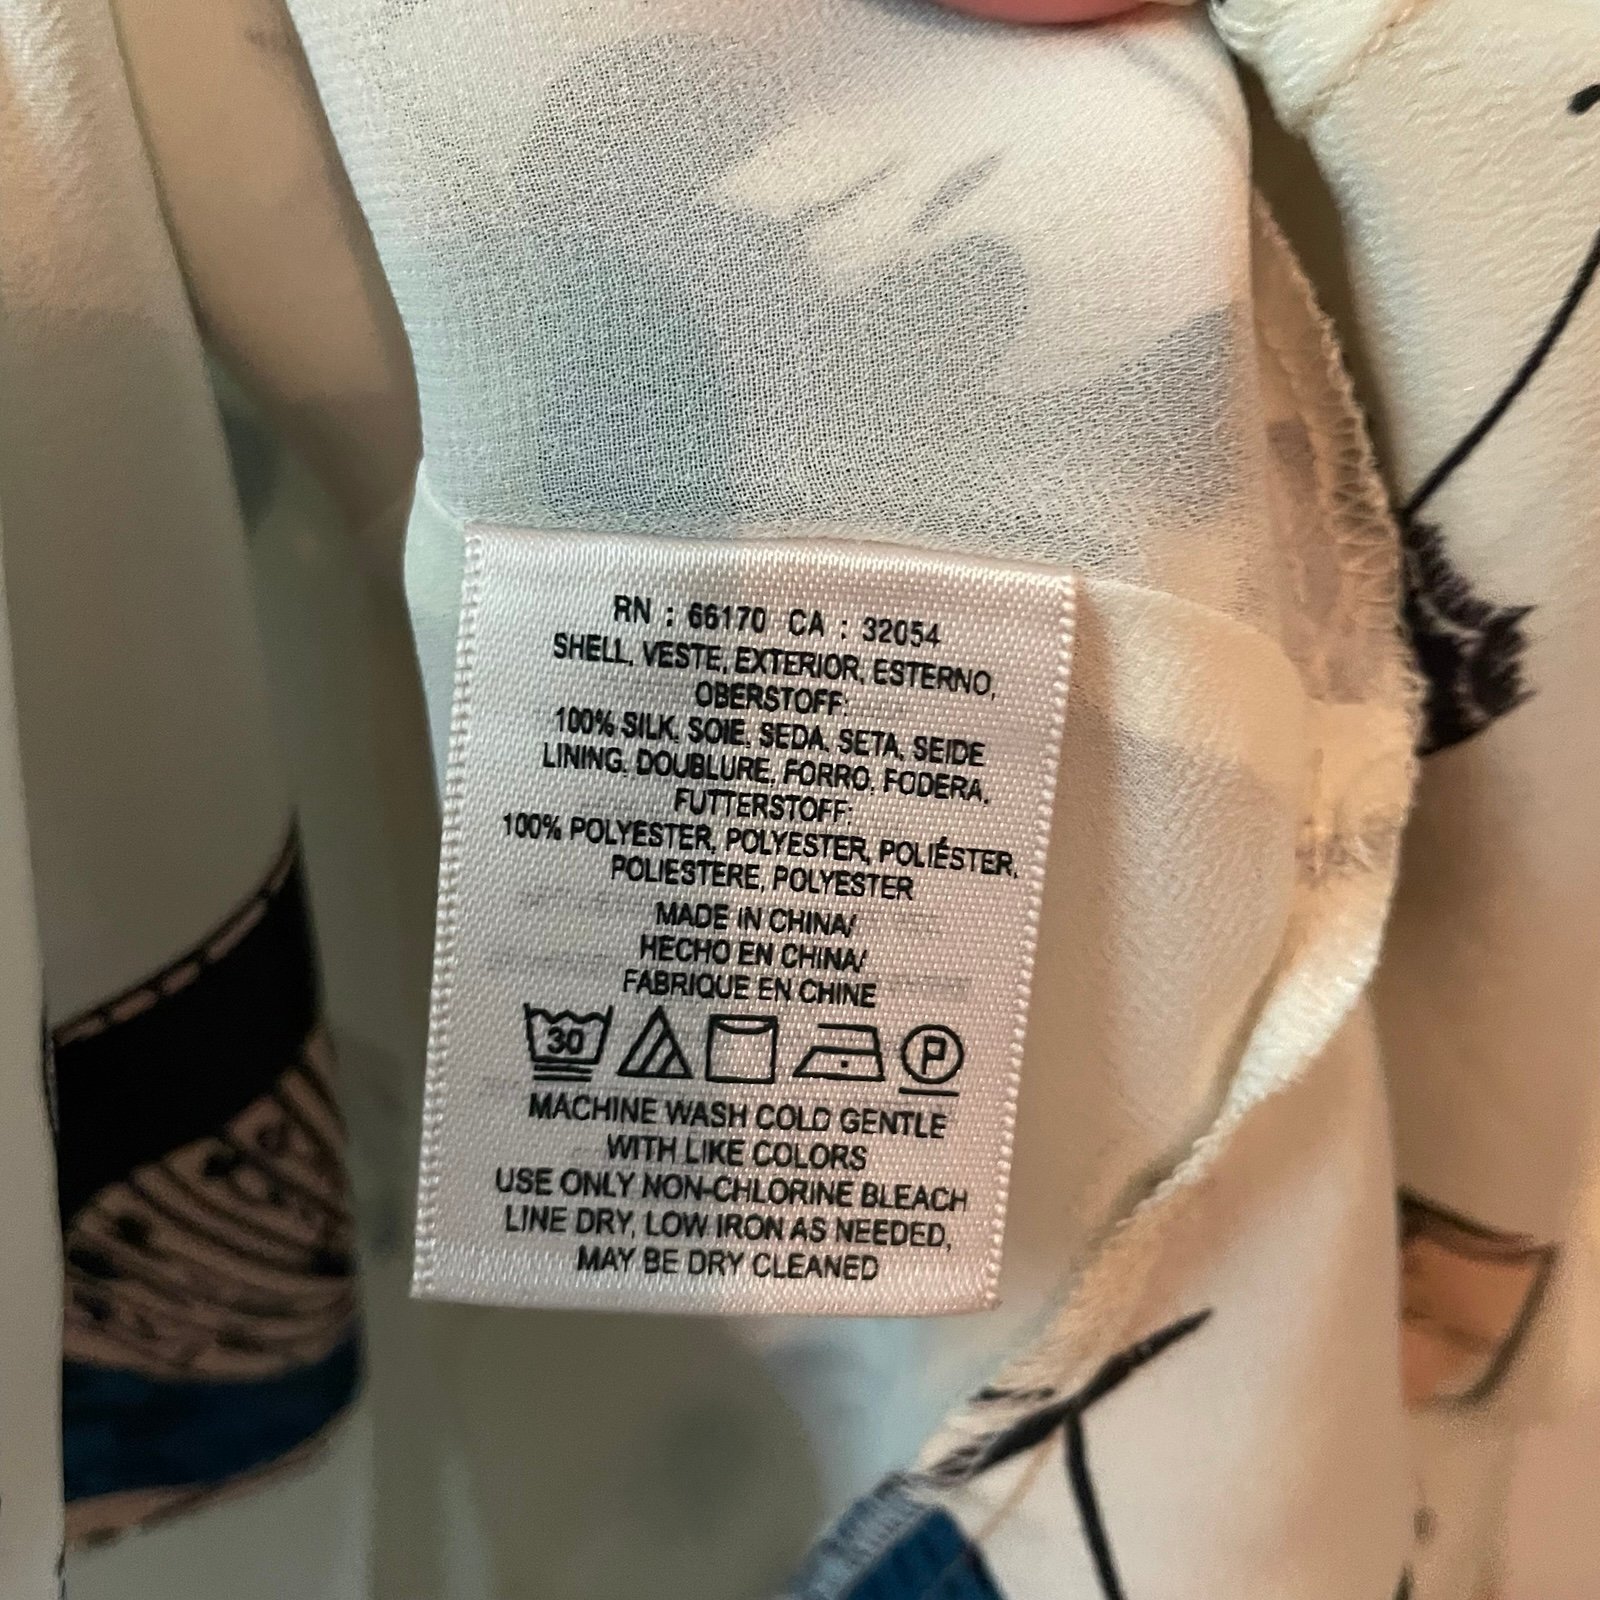 RN : 66170 CA : 32054
SHELL, VESTE, EXTERIOR, ESTERNO,
OBERSTOFF:
100% SILK, SOIE, SEDA, SETA, SEIDE
LINING, DOUBLURE, FORRO, FODERA,
FUTTERSTOFF:
100% POLYESTER, POLYESTER, POLIÉSTER,
POLIESTERE, POLYESTER
MADE IN CHINA/
HECHO EN CHINA/
FABRIQUE EN CHINE
30 P
MACHINE WASH COLD GENTLE
WITH LIKE COLORS
USE ONLY NON-CHLORINE BLEACH
LINE DRY, LOW IRON AS NEEDED,
MAY BE DRY CLEANED